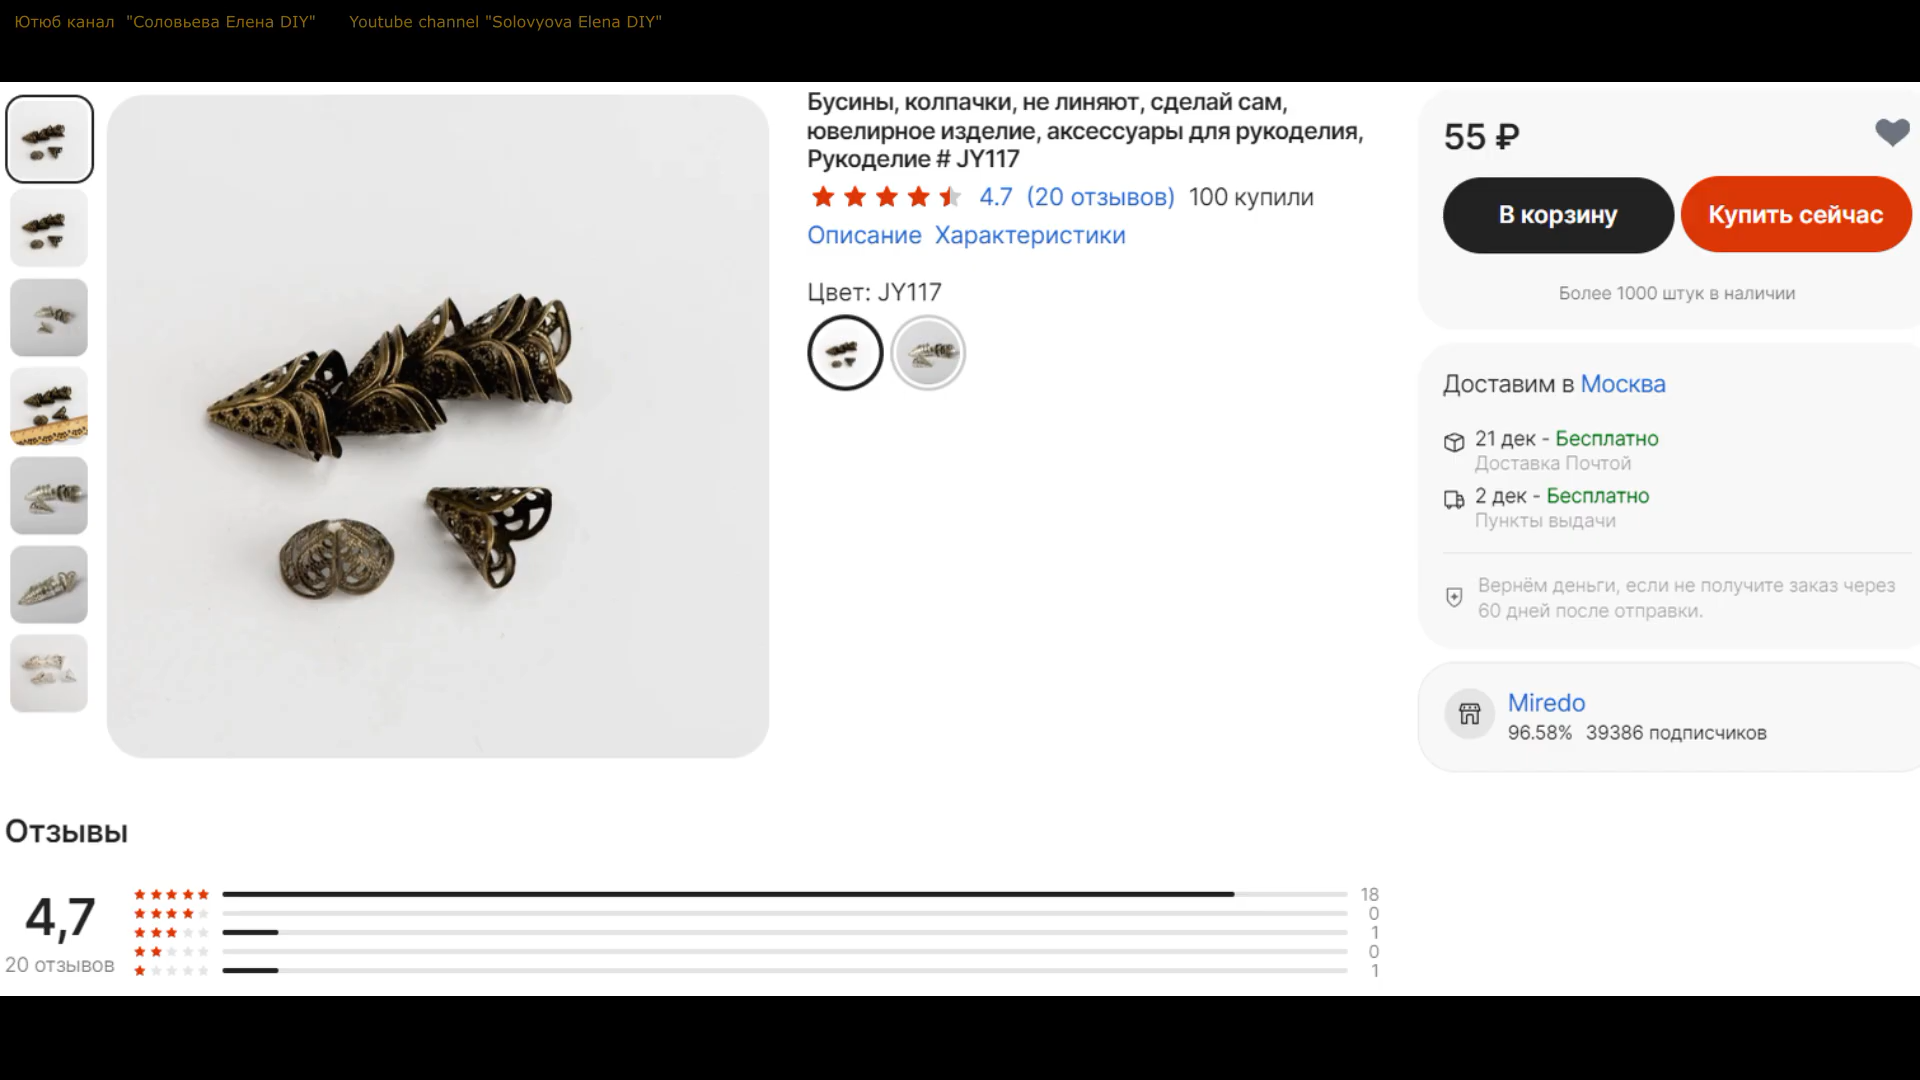 Ютюб канал "Соловьева Елена DIY" Youtube channel "Solovyova Elena DIY"
Бусины, колпачки, не линяют, сделай сам,
ювелирное изделие, аксессуары для рукоделия,
Рукоделие # JY117
4.7 (20 отзывов) 100 купили
Описание Характеристики
Цвет: JY117
55 ₽
В корзину Купить сейчас
Более 1000 штук в наличии
Доставим в Москва
21 дек - Бесплатно
Доставка Почтой
2 дек - Бесплатно
Пункты выдачи
Вернём деньги, если не получите заказ через
60 дней после отправки.
Miredo
96.58% 39386 подписчиков
Отзывы
4,7
20 отзывов
18
0
1
0
1